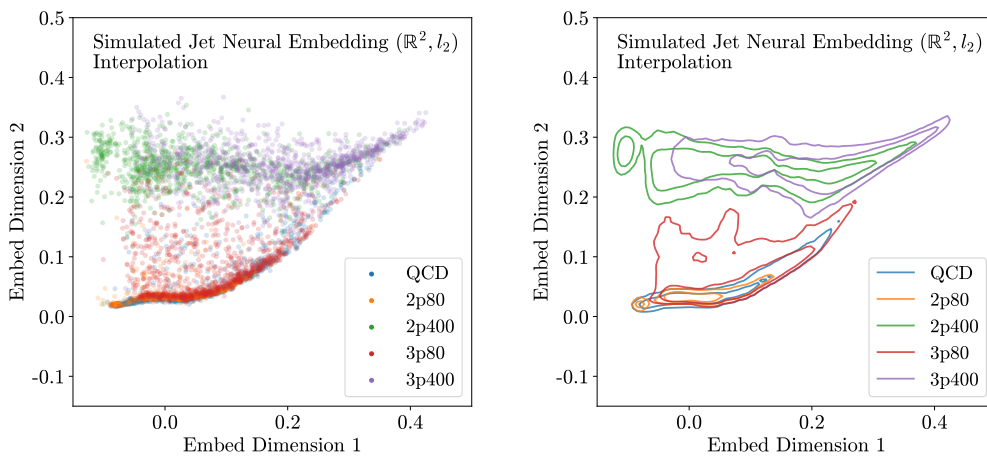 Simulated Jet Neural Embedding (ℝ², l₂)
Interpolation
Embed Dimension 2
0.5
0.4
0.3
0.2
0.1
0.0
-0.1
QCD
2p80
2p400
3p80
3p400
0.0 0.2 0.4
Embed Dimension 1
Simulated Jet Neural Embedding (ℝ², l₂)
Interpolation
Embed Dimension 2
0.5
0.4
0.3
0.2
0.1
0.0
-0.1
QCD
2p80
2p400
3p80
3p400
0.0 0.2 0.4
Embed Dimension 1